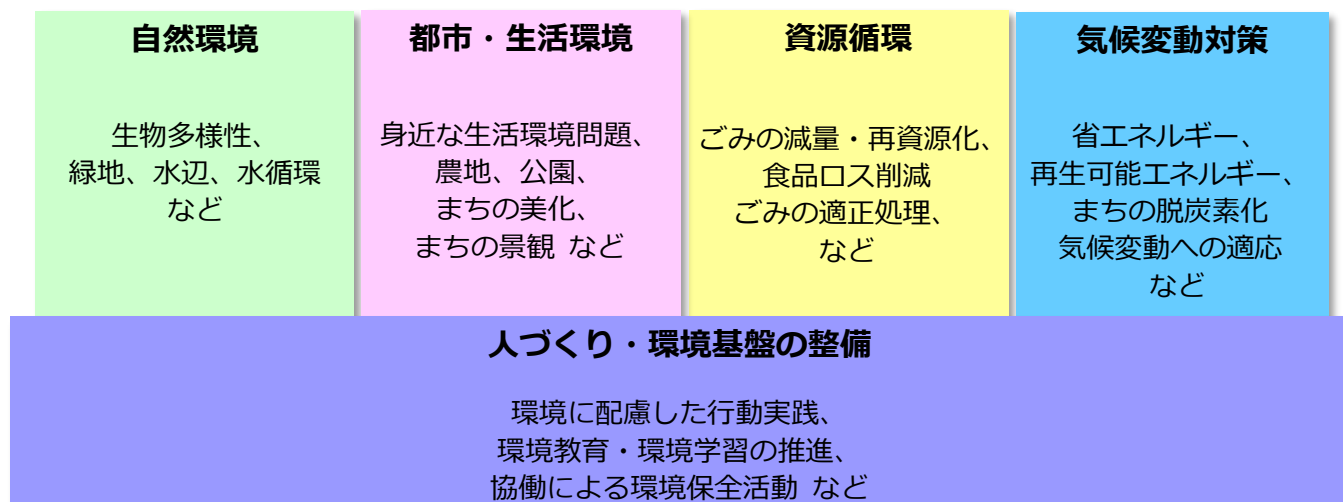 自然環境
生物多様性、
緑地、水辺、水循環
など
都市・生活環境
身近な生活環境問題、
農地、公園、
まちの美化、
まちの景観 など
資源循環
ごみの減量・再資源化、
食品ロス削減
ごみの適正処理、
など
気候変動対策
省エネルギー、
再生可能エネルギー、
まちの脱炭素化
気候変動への適応
など
人づくり・環境基盤の整備
環境に配慮した行動実践、
環境教育・環境学習の推進、
協働による環境保全活動 など